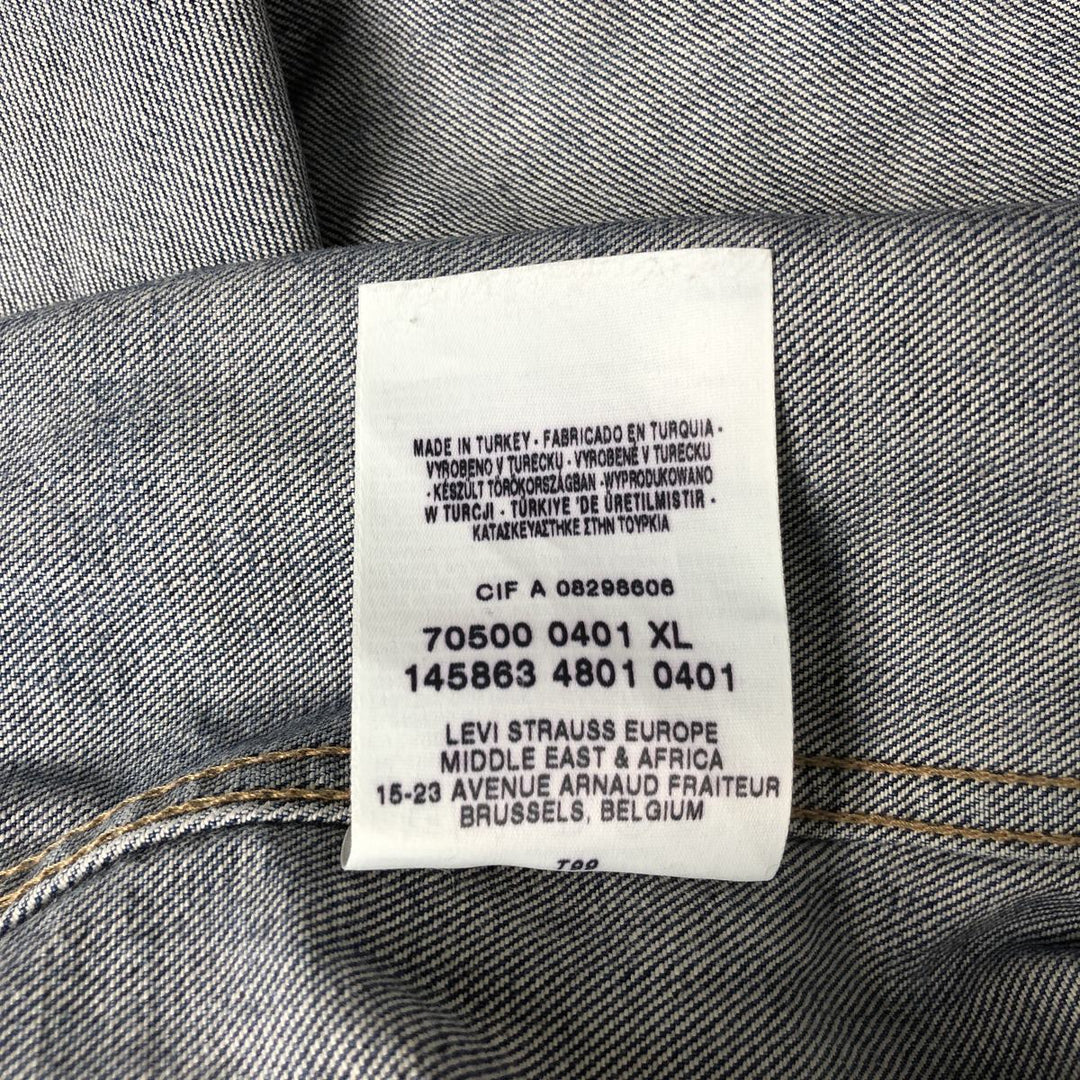 MADE IN TURKEY - FABRICADO EN TURQUIA -
VYROBENO V TURECKU - VYROBENÉ V TURECKU
- KÉSZÜLT TÖRÖKORSZÁGBAN -WYPRODUKOWANO
W TURCJI - TÜRKIYE 'DE ÜRETILMISTIR -
ΚΑΤΑΣΚΕΥΑΣΤΗΚΕ ΣΤΗΝ ΤΟΥΡΚΙΑ
CIF A 08298606
70500 0401 XL
145863 4801 0401
LEVI STRAUSS EUROPE
MIDDLE EAST & AFRICA
15-23 AVENUE ARNAUD FRAITEUR
BRUSSELS, BELGIUM